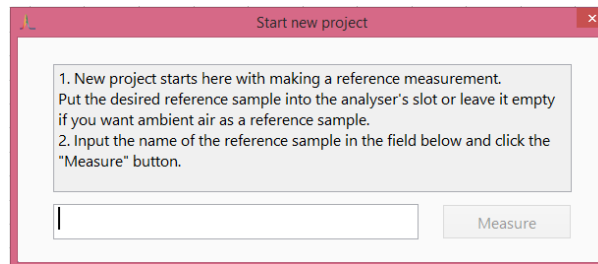 Start new project
1. New project starts here with making a reference measurement.
Put the desired reference sample into the analyser's slot or leave it empty
if you want ambient air as a reference sample.
2. Input the name of the reference sample in the field below and click the
"Measure" button.
Measure